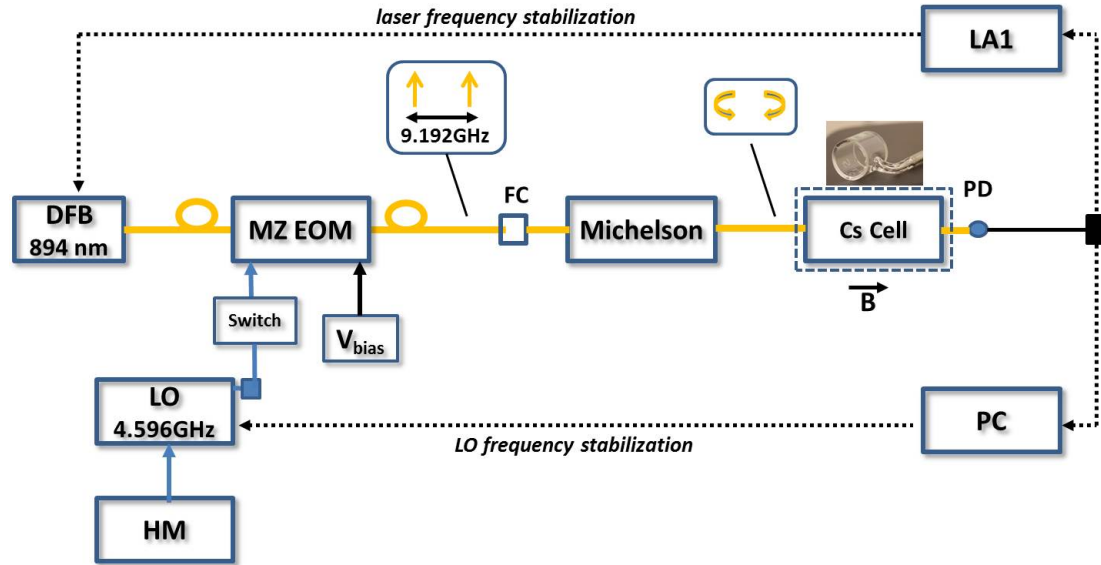 laser frequency stabilization
LA1
9.192GHz
FC
PD
DFB
894 nm
MZ EOM
Michelson
Cs Cell
B
Switch
V_bias
LO
4.596GHz
LO frequency stabilization
PC
HM